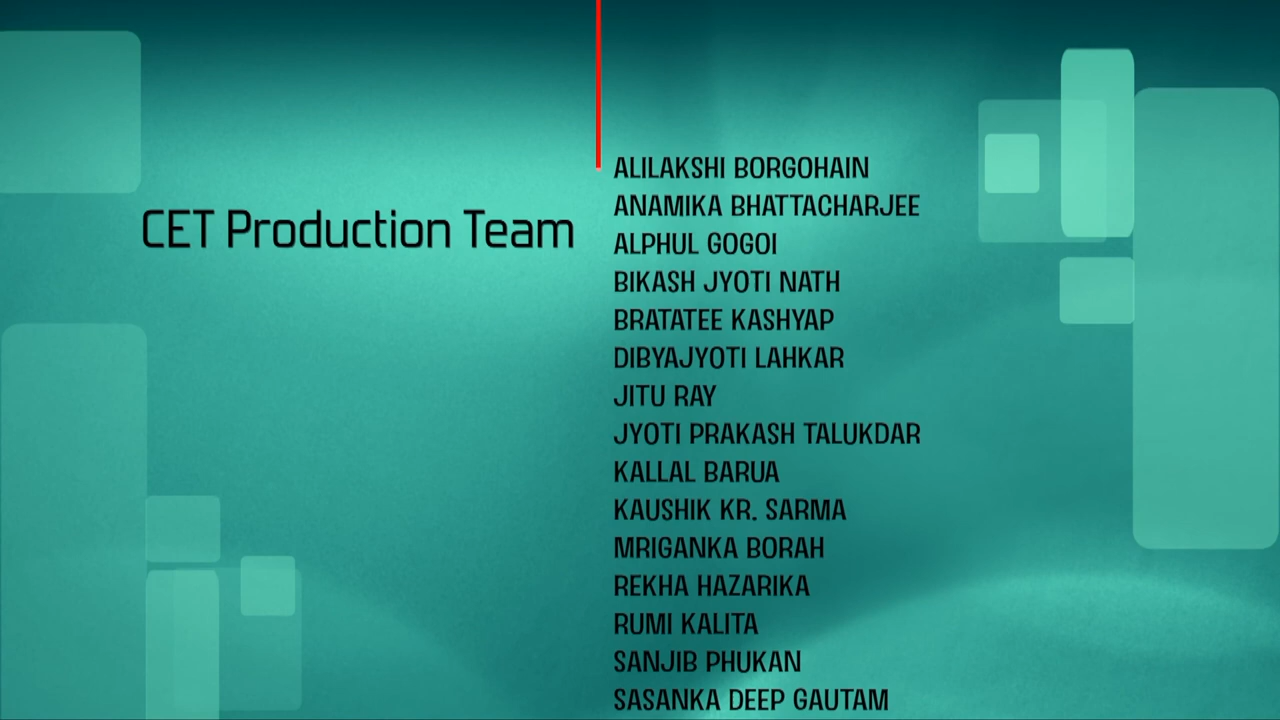 CET Production Team
ALILAKSHI BORGOHAIN
ANAMIKA BHATTACHARJEE
ALPHUL GOGOI
BIKASH JYOTI NATH
BRATATEE KASHYAP
DIBYAJYOTI LAHKAR
JITU RAY
JYOTI PRAKASH TALUKDAR
KALLAL BARUA
KAUSHIK KR. SARMA
MRIGANKA BORAH
REKHA HAZARIKA
RUMI KALITA
SANJIB PHUKAN
SASANKA DEEP GAUTAM